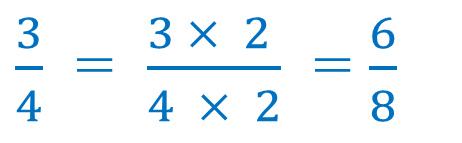 3/4 = (3 × 2)/(4 × 2) = 6/8